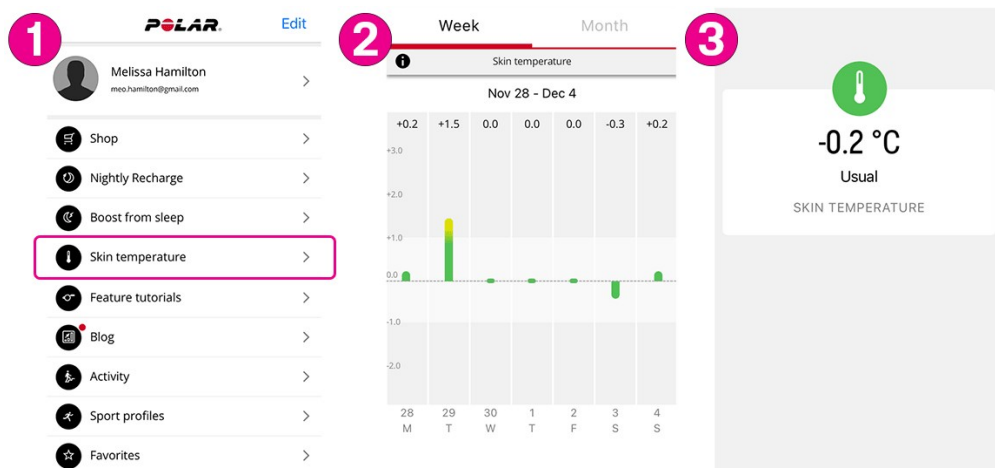 1
POLAR
Edit
Melissa Hamilton
meo.hamilton@gmail.com
Shop
Nightly Recharge
Boost from sleep
Skin temperature
Feature tutorials
Blog
Activity
Sport profiles
Favorites
2
Week Month
Skin temperature
Nov 28 - Dec 4
+0.2 +1.5 0.0 0.0 0.0 -0.3 +0.2
+3.0
+2.0
+1.0
0.0
-1.0
-2.0
28 29 30 1 2 3 4
M T W T F S S
3
-0.2 °C
Usual
SKIN TEMPERATURE